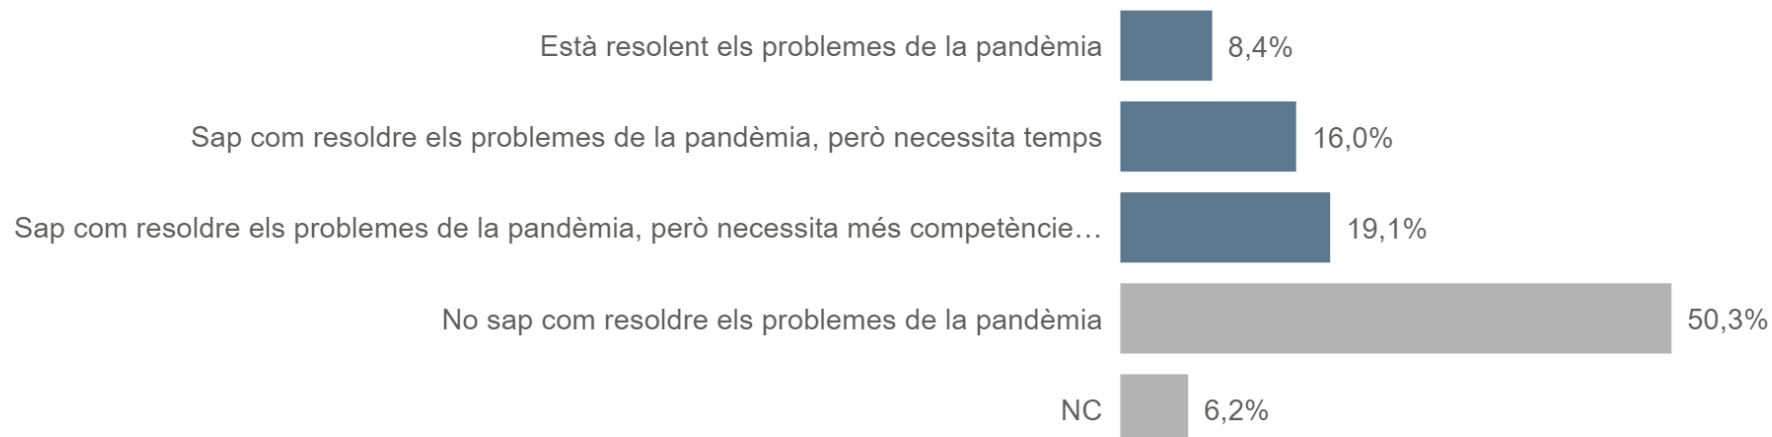 Està resolent els problemes de la pandèmia 8,4%
Sap com resoldre els problemes de la pandèmia, però necessita temps 16,0%
Sap com resoldre els problemes de la pandèmia, però necessita més competèncie… 19,1%
No sap com resoldre els problemes de la pandèmia 50,3%
NC 6,2%